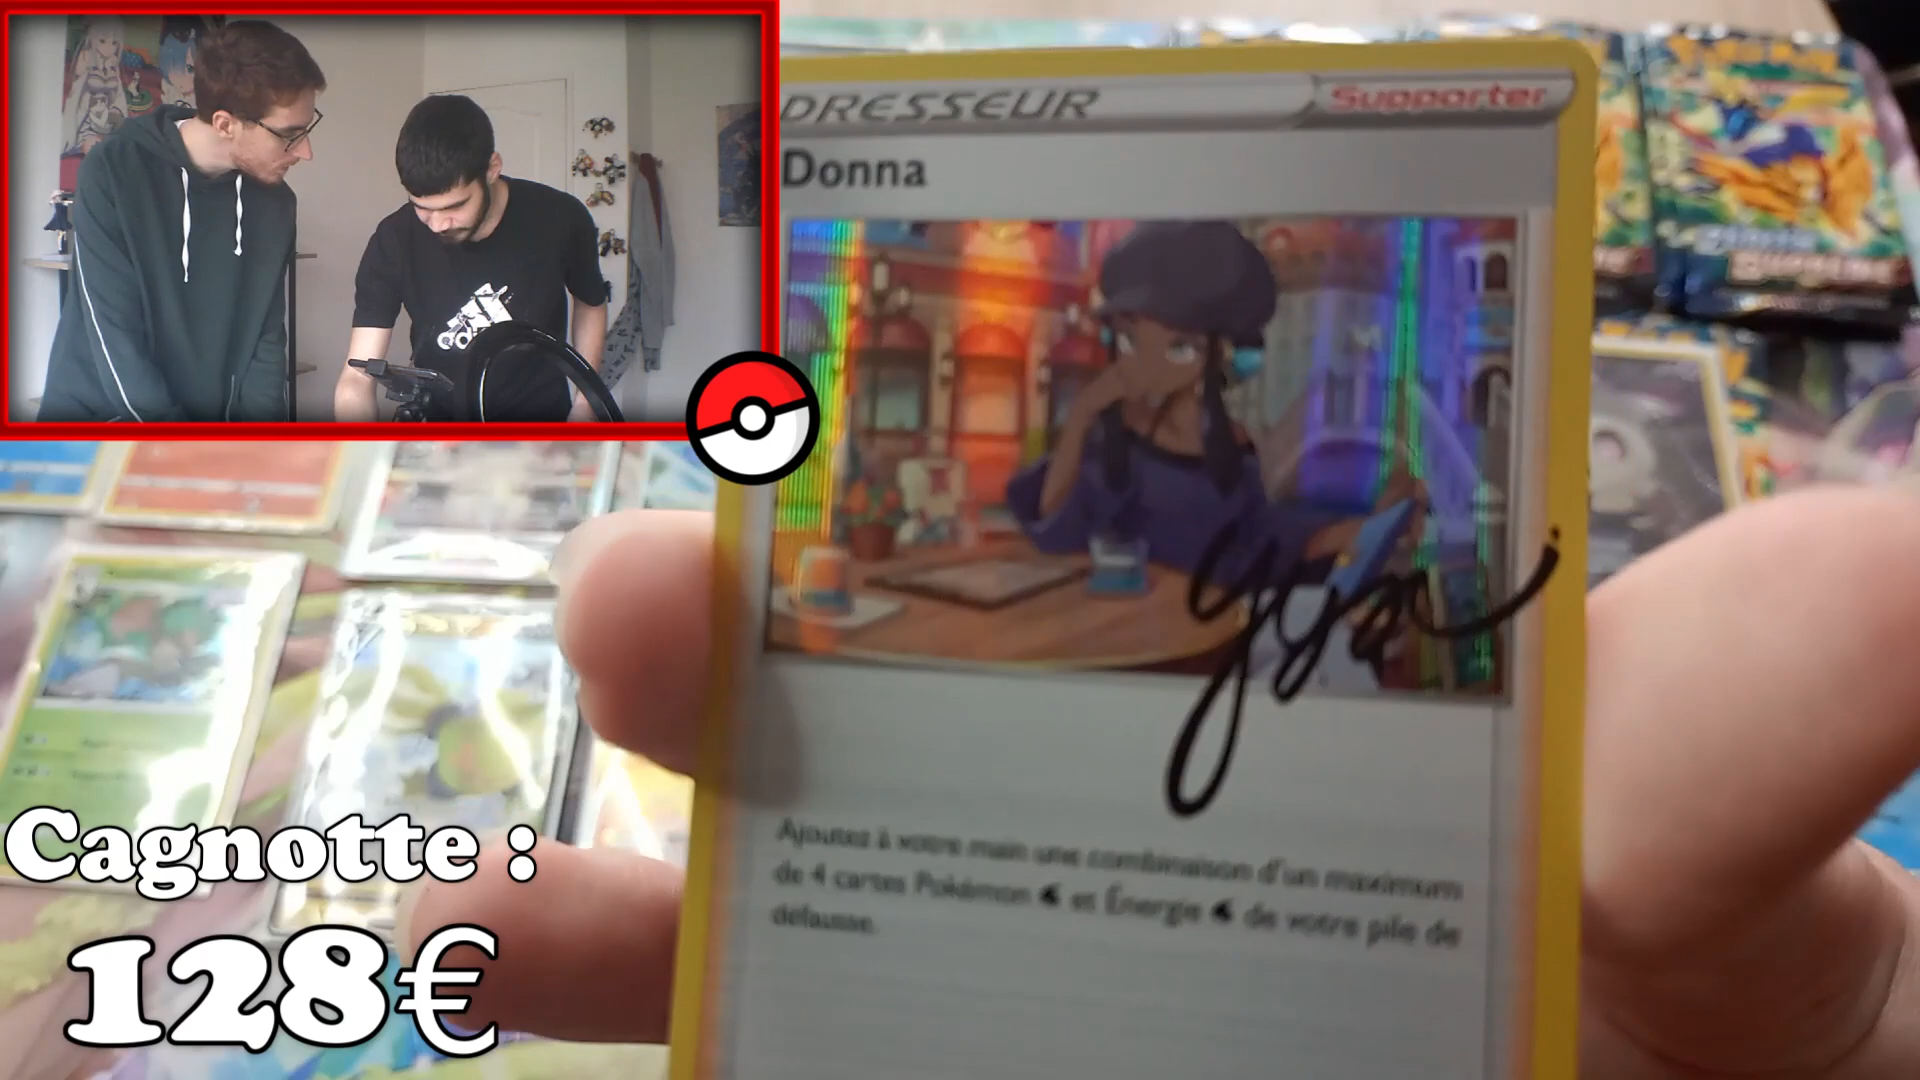 DRESSEUR
Supporter
Donna
Ajoutez à votre main une combinaison d'un maximum
de 4 cartes Pokémon et Énergie de votre pile de
défausse.
Cagnotte :
128€